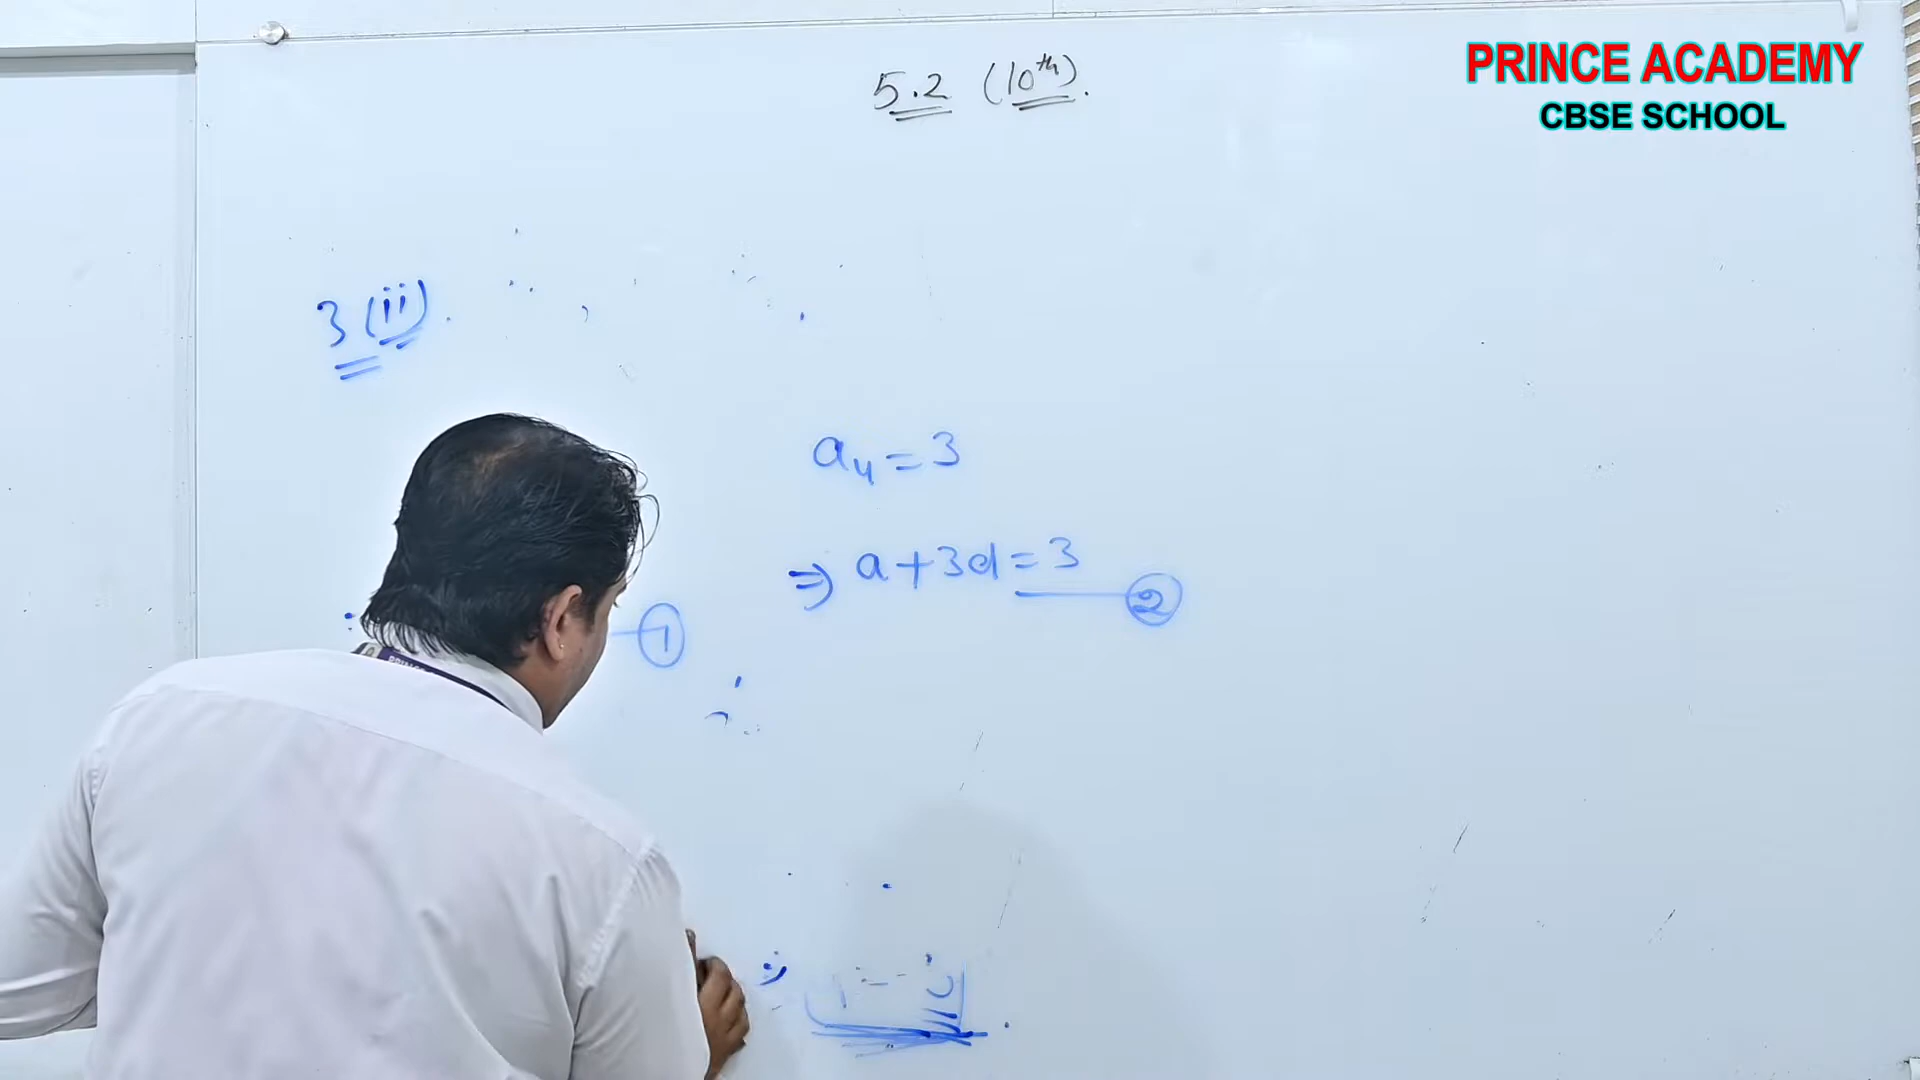 5.2 (10th).
PRINCE ACADEMY
CBSE SCHOOL
3 (ii).
a4 = 3
⇒ a + 3d = 3 ②
①